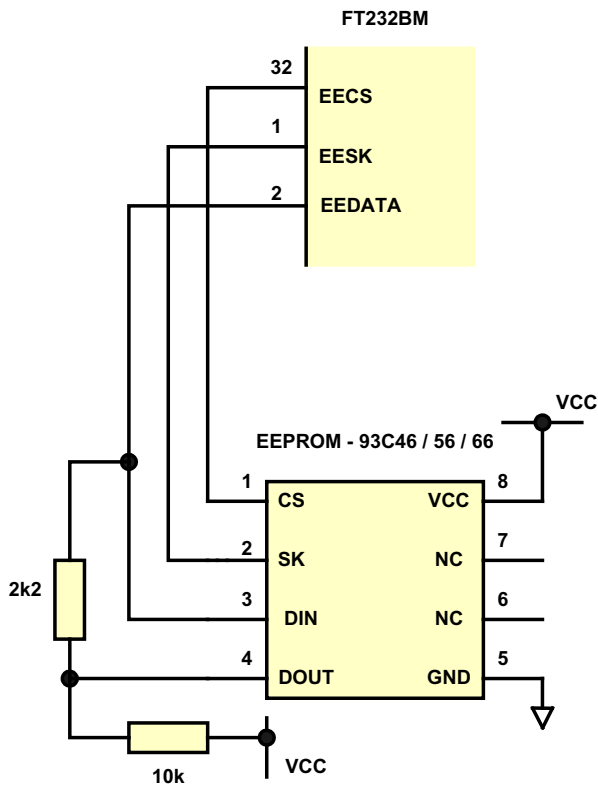 FT232BM
32
EECS
1
EESK
2
EEDATA
VCC
EEPROM - 93C46 / 56 / 66
1
CS
VCC
8
2
SK
NC
7
3
DIN
NC
6
4
DOUT
GND
5
2k2
10k
VCC